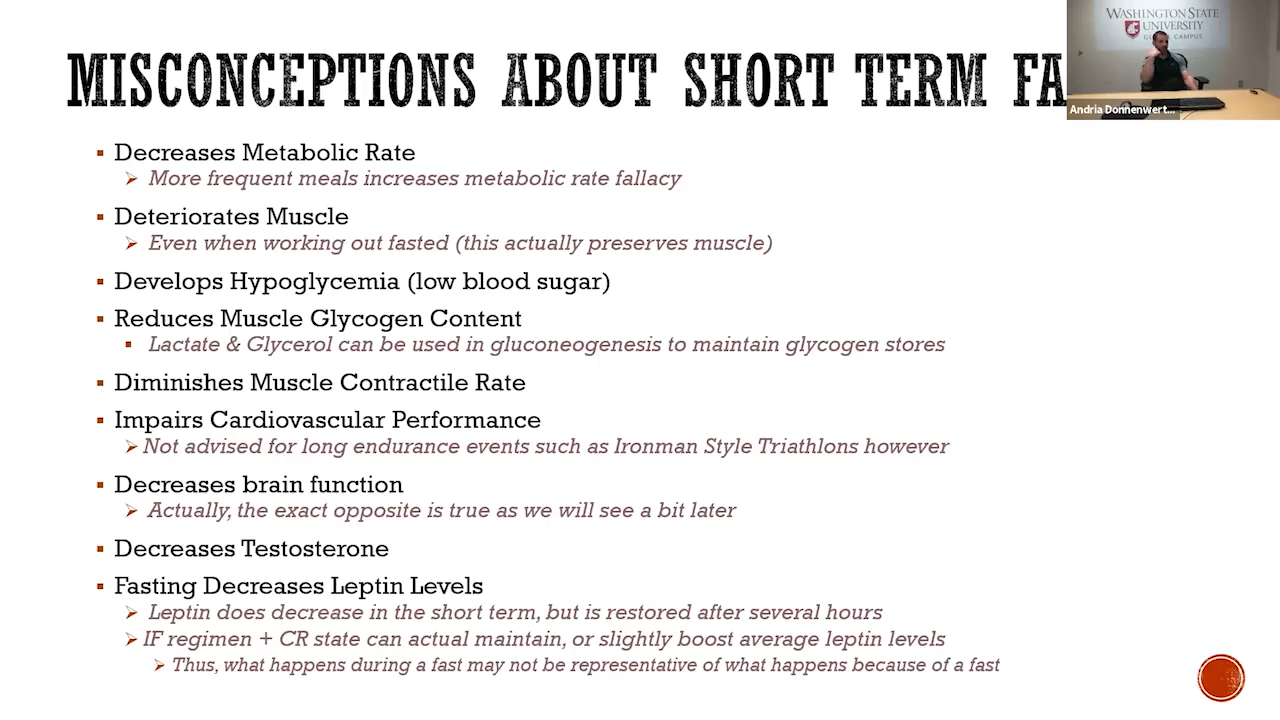 MISCONCEPTIONS ABOUT SHORT TERM FA
WASHINGTON STATE
UNIVERSITY
CAMPUS
Andria Donnenwert...
▪ Decreases Metabolic Rate
➢ More frequent meals increases metabolic rate fallacy
▪ Deteriorates Muscle
➢ Even when working out fasted (this actually preserves muscle)
▪ Develops Hypoglycemia (low blood sugar)
▪ Reduces Muscle Glycogen Content
▪ Lactate & Glycerol can be used in gluconeogenesis to maintain glycogen stores
▪ Diminishes Muscle Contractile Rate
▪ Impairs Cardiovascular Performance
➢ Not advised for long endurance events such as Ironman Style Triathlons however
▪ Decreases brain function
➢ Actually, the exact opposite is true as we will see a bit later
▪ Decreases Testosterone
▪ Fasting Decreases Leptin Levels
➢ Leptin does decrease in the short term, but is restored after several hours
➢ IF regimen + CR state can actual maintain, or slightly boost average leptin levels
➢ Thus, what happens during a fast may not be representative of what happens because of a fast